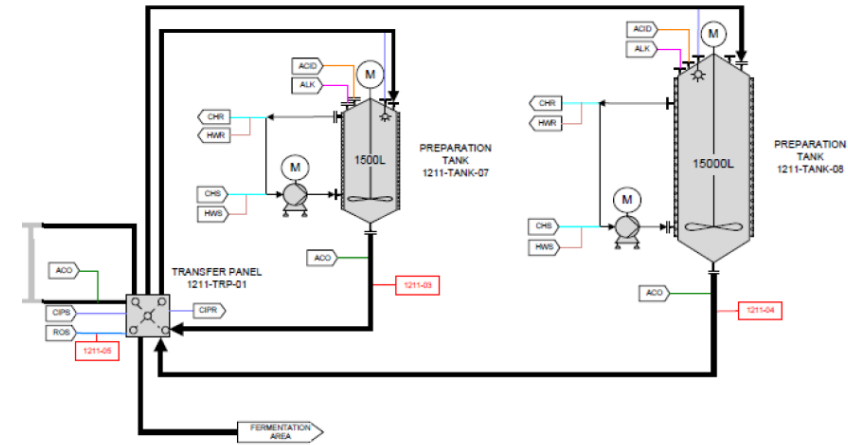 ACID
M
ALK
CHR
HWR
1500L
M
CHS
HWS
PREPARATION
TANK
1211-TANK-07
ACO
1211-03
ACID
M
ALK
CHR
HWR
15000L
M
CHS
HWS
PREPARATION
TANK
1211-TANK-08
ACO
1211-04
ACO
TRANSFER PANEL
1211-TRP-01
CIPS
CIPR
ROS
1211-05
FERMENTATION
AREA